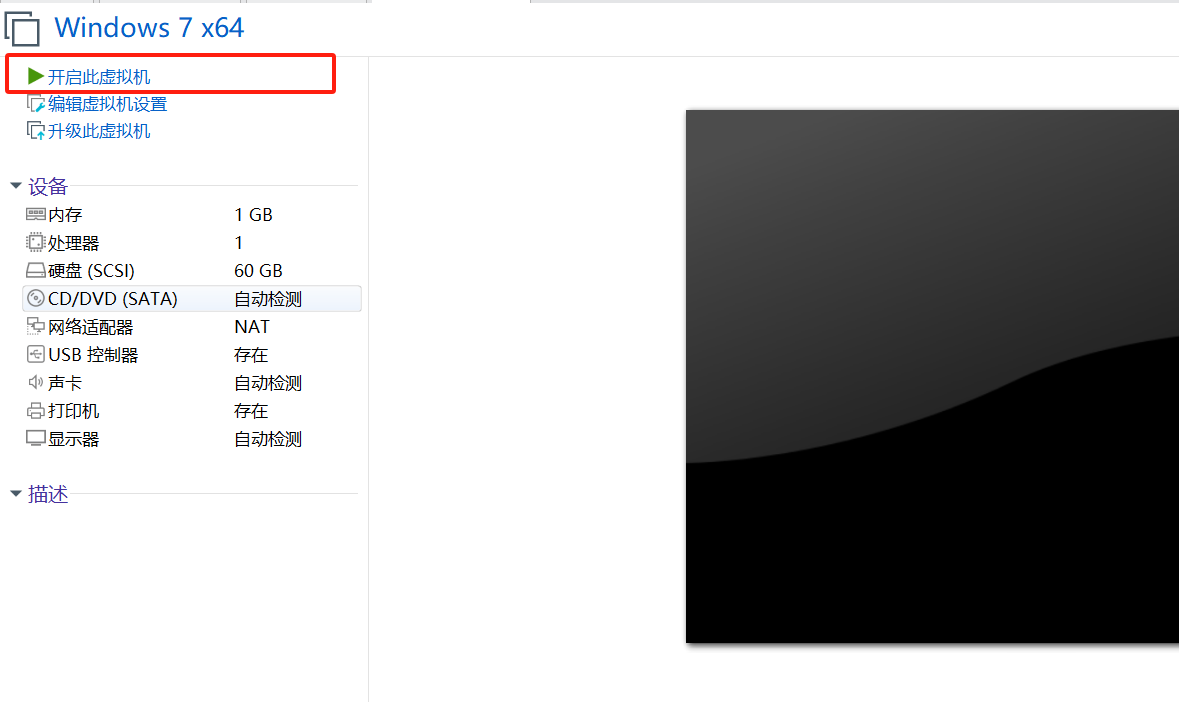 Windows 7 x64
开启此虚拟机
编辑虚拟机设置
升级此虚拟机
设备
内存 1 GB
处理器 1
硬盘 (SCSI) 60 GB
CD/DVD (SATA) 自动检测
网络适配器 NAT
USB 控制器 存在
声卡 自动检测
打印机 存在
显示器 自动检测
描述